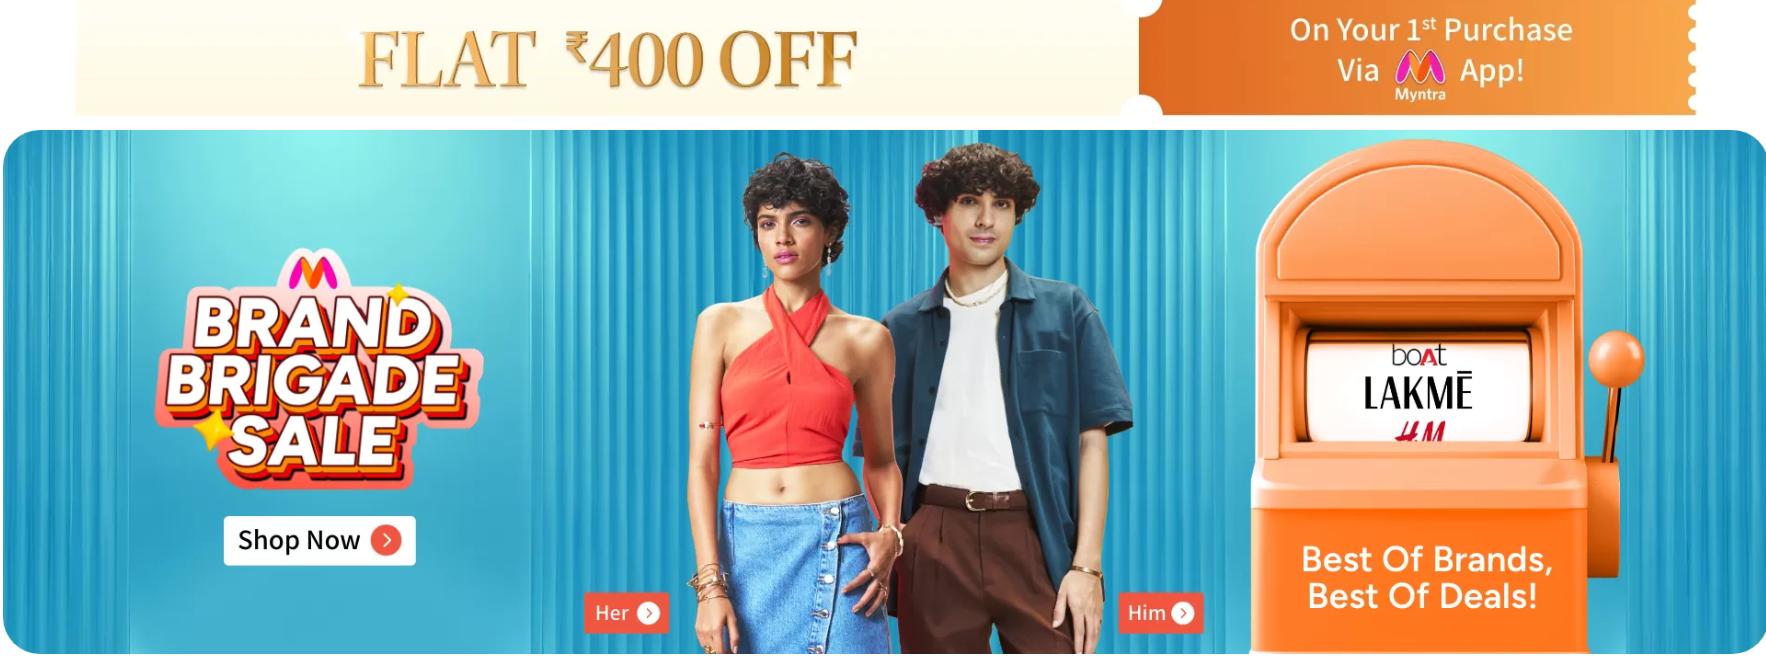 FLAT ₹400 OFF
On Your 1st Purchase
Via Myntra App!
BRAND
BRIGADE
SALE
Shop Now
Her
Him
boAt
LAKMĒ
H&M
Best Of Brands,
Best Of Deals!